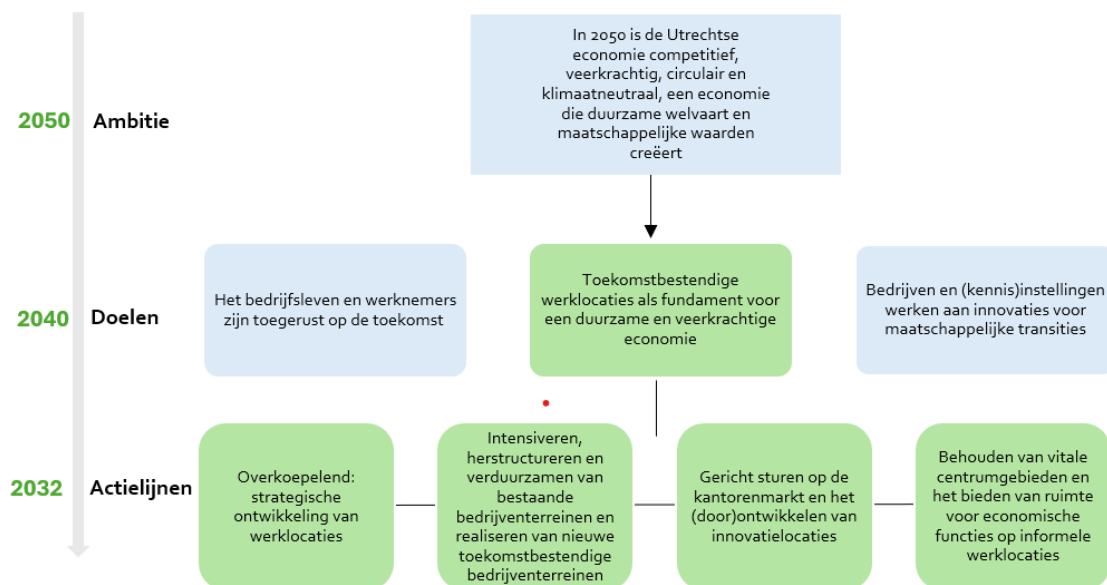 In 2050 is de Utrechtse
economie competitief,
veerkrachtig, circulair en
klimaatneutraal, een economie
die duurzame welvaart en
maatschappelijke waarden
creëert
2050 Ambitie
Het bedrijfsleven en werknemers
zijn toegerust op de toekomst
Toekomstbestendige
werklocaties als fundament voor
een duurzame en veerkrachtige
economie
Bedrijven en (kennis)instellingen
werken aan innovaties voor
maatschappelijke transities
2040 Doelen
Overkoepelend:
strategische
ontwikkeling van
werklocaties
Intensiveren,
herstructureren en
verduurzamen van
bestaande
bedrijventerreinen en
realiseren van nieuwe
toekomstbestendige
bedrijventerreinen
Gericht sturen op de
kantorenmarkt en het
(door)ontwikkelen van
innovatielocaties
Behouden van vitale
centrumgebieden en
het bieden van ruimte
voor economische
functies op informele
werklocaties
2032 Actielijnen